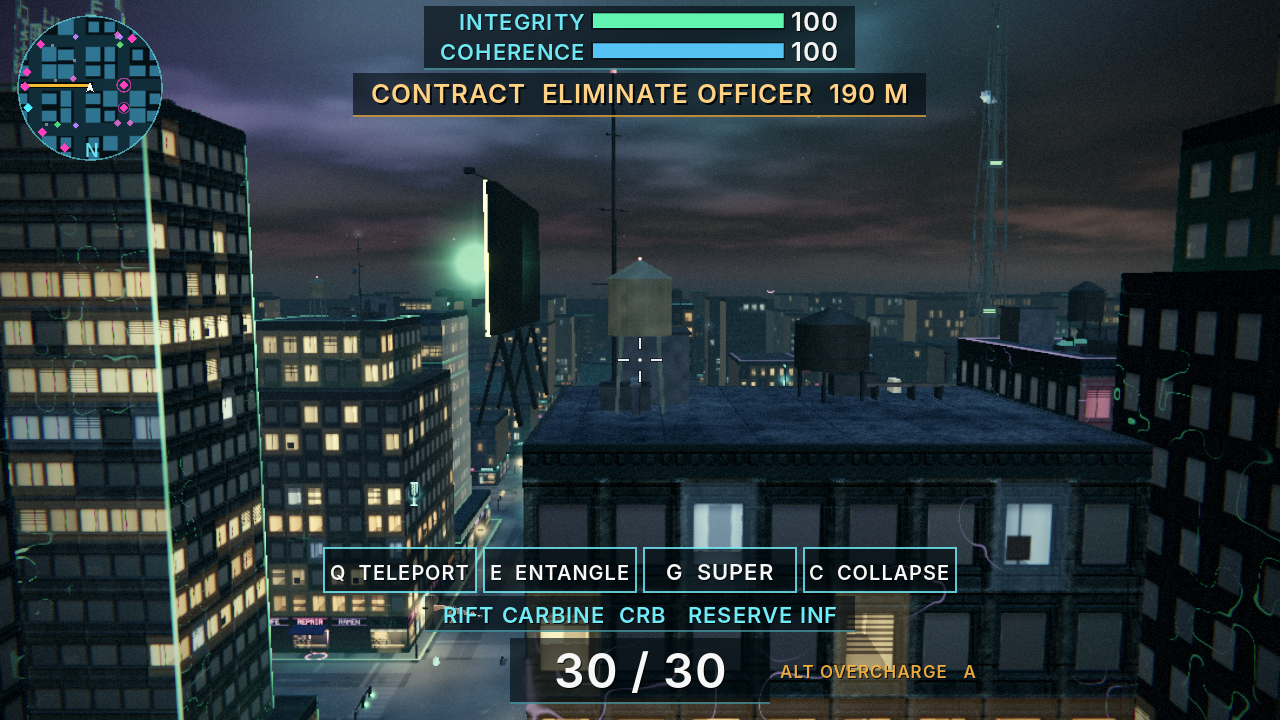 INTEGRITY 100
COHERENCE 100
CONTRACT ELIMINATE OFFICER 190 M
N
Q TELEPORT
E ENTANGLE
G SUPER
C COLLAPSE
RIFT CARBINE CRB RESERVE INF
REPAIR RAMEN
30 / 30
ALT OVERCHARGE A